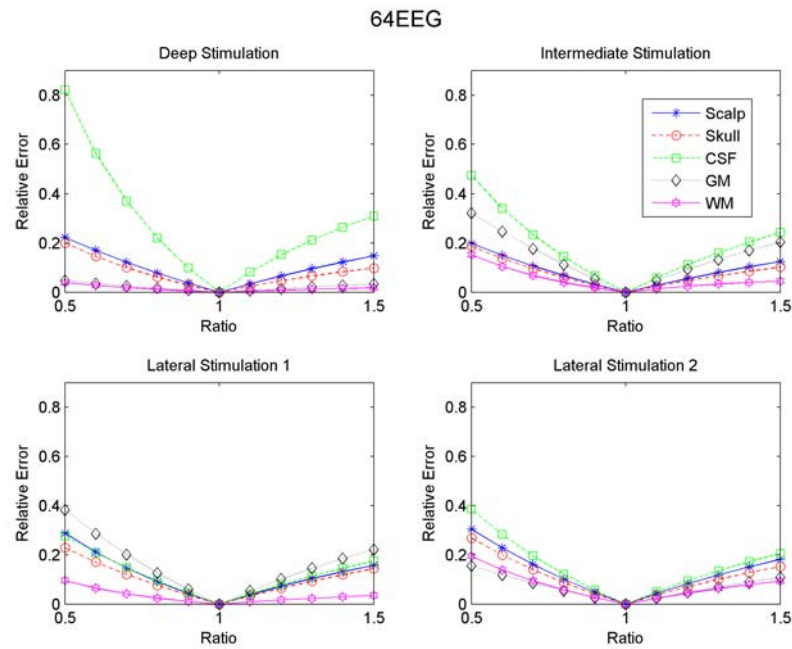 64EEG
Deep Stimulation
0.8
0.6
0.4
0.2
0
0.5
1
1.5
Relative Error
Ratio
Intermediate Stimulation
0.8
0.6
0.4
0.2
0
0.5
1
1.5
Relative Error
Ratio
Scalp
Skull
CSF
GM
WM
Lateral Stimulation 1
0.8
0.6
0.4
0.2
0
0.5
1
1.5
Relative Error
Ratio
Lateral Stimulation 2
0.8
0.6
0.4
0.2
0
0.5
1
1.5
Relative Error
Ratio